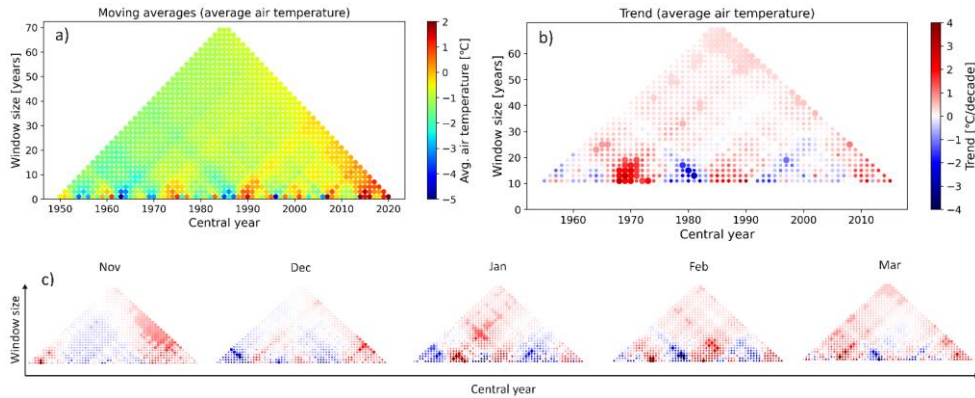 Moving averages (average air temperature)
a)
Window size [years]
70
60
50
40
30
20
10
0
1950 1960 1970 1980 1990 2000 2010 2020
Central year
2
1
0
−1
−2
−3
−4
−5
Avg. air temperature [°C]
Trend (average air temperature)
b)
Window size [years]
60
50
40
30
20
10
0
1960 1970 1980 1990 2000 2010
Central year
4
3
2
1
0
−1
−2
−3
−4
Trend [°C/decade]
c)
Nov Dec Jan Feb Mar
Window size
Central year